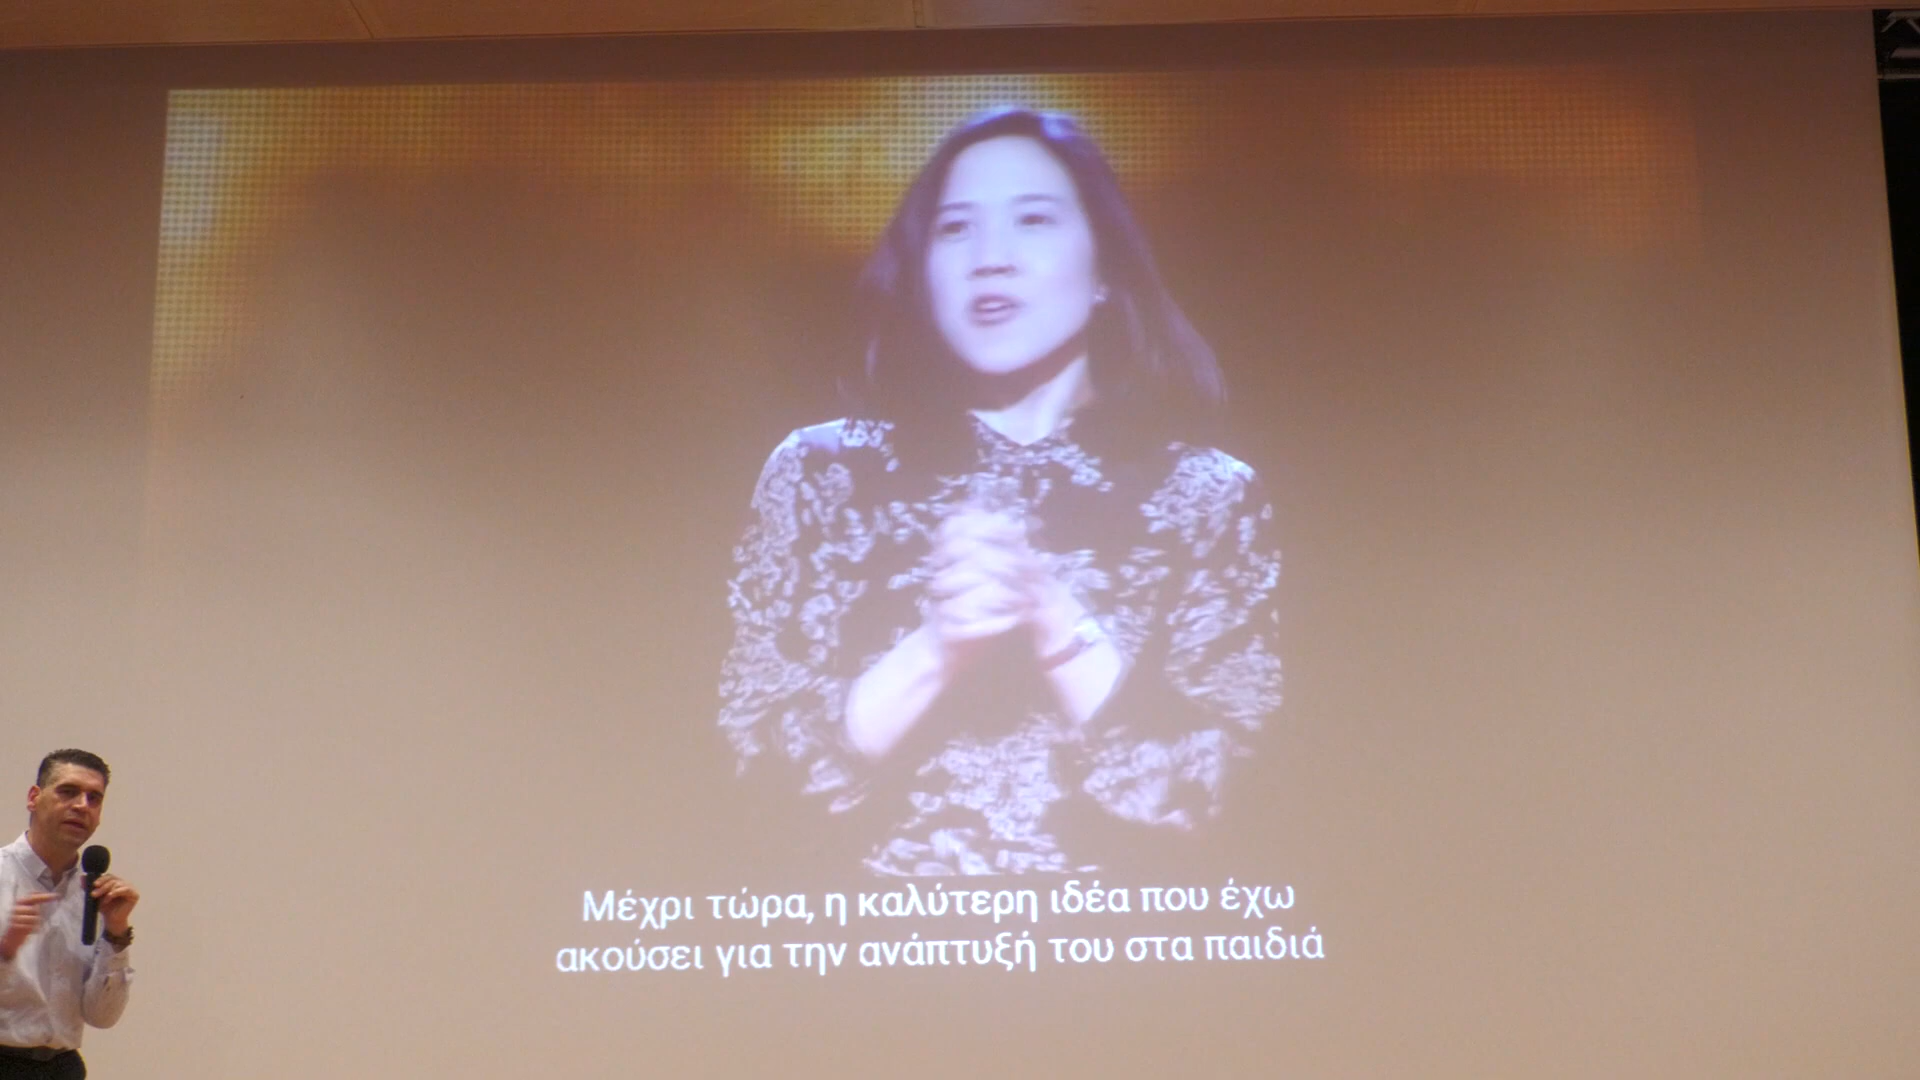 Μέχρι τώρα, η καλύτερη ιδέα που έχω
ακούσει για την ανάπτυξή του στα παιδιά